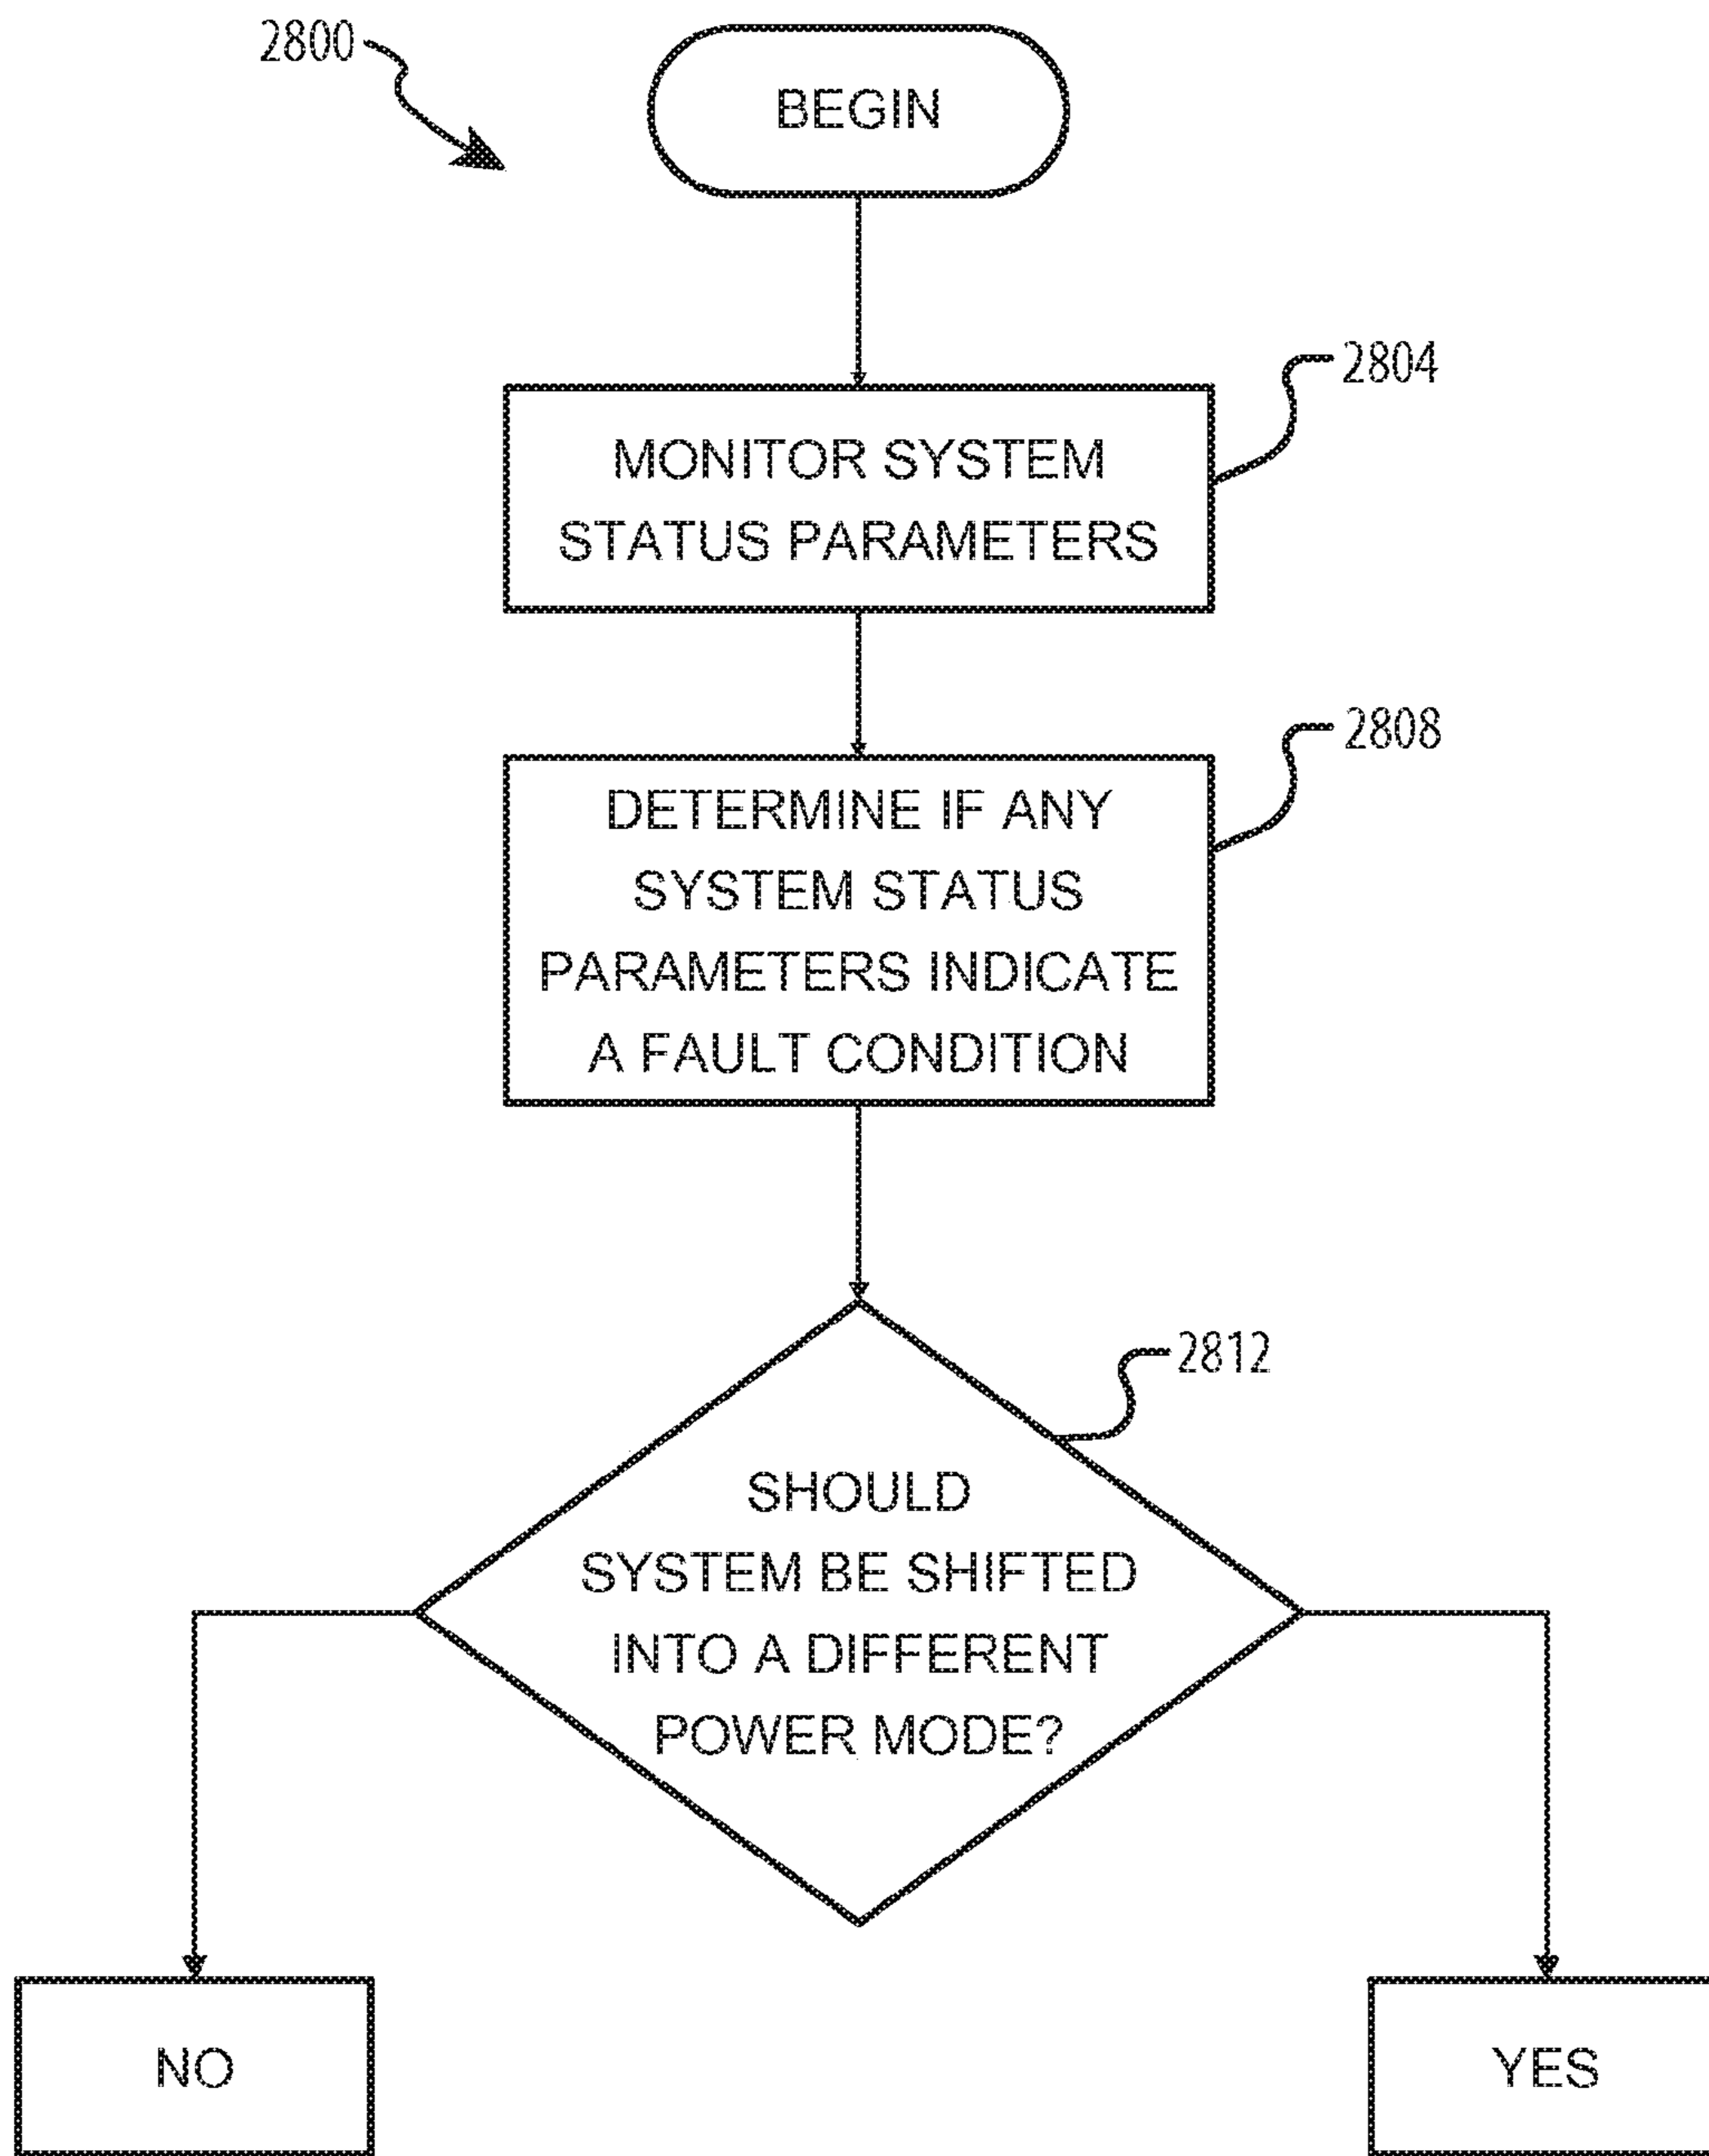 2800
BEGIN
2804
MONITOR SYSTEM
STATUS PARAMETERS
2808
DETERMINE IF ANY
SYSTEM STATUS
PARAMETERS INDICATE
A FAULT CONDITION
2812
SHOULD
SYSTEM BE SHIFTED
INTO A DIFFERENT
POWER MODE?
NO
YES